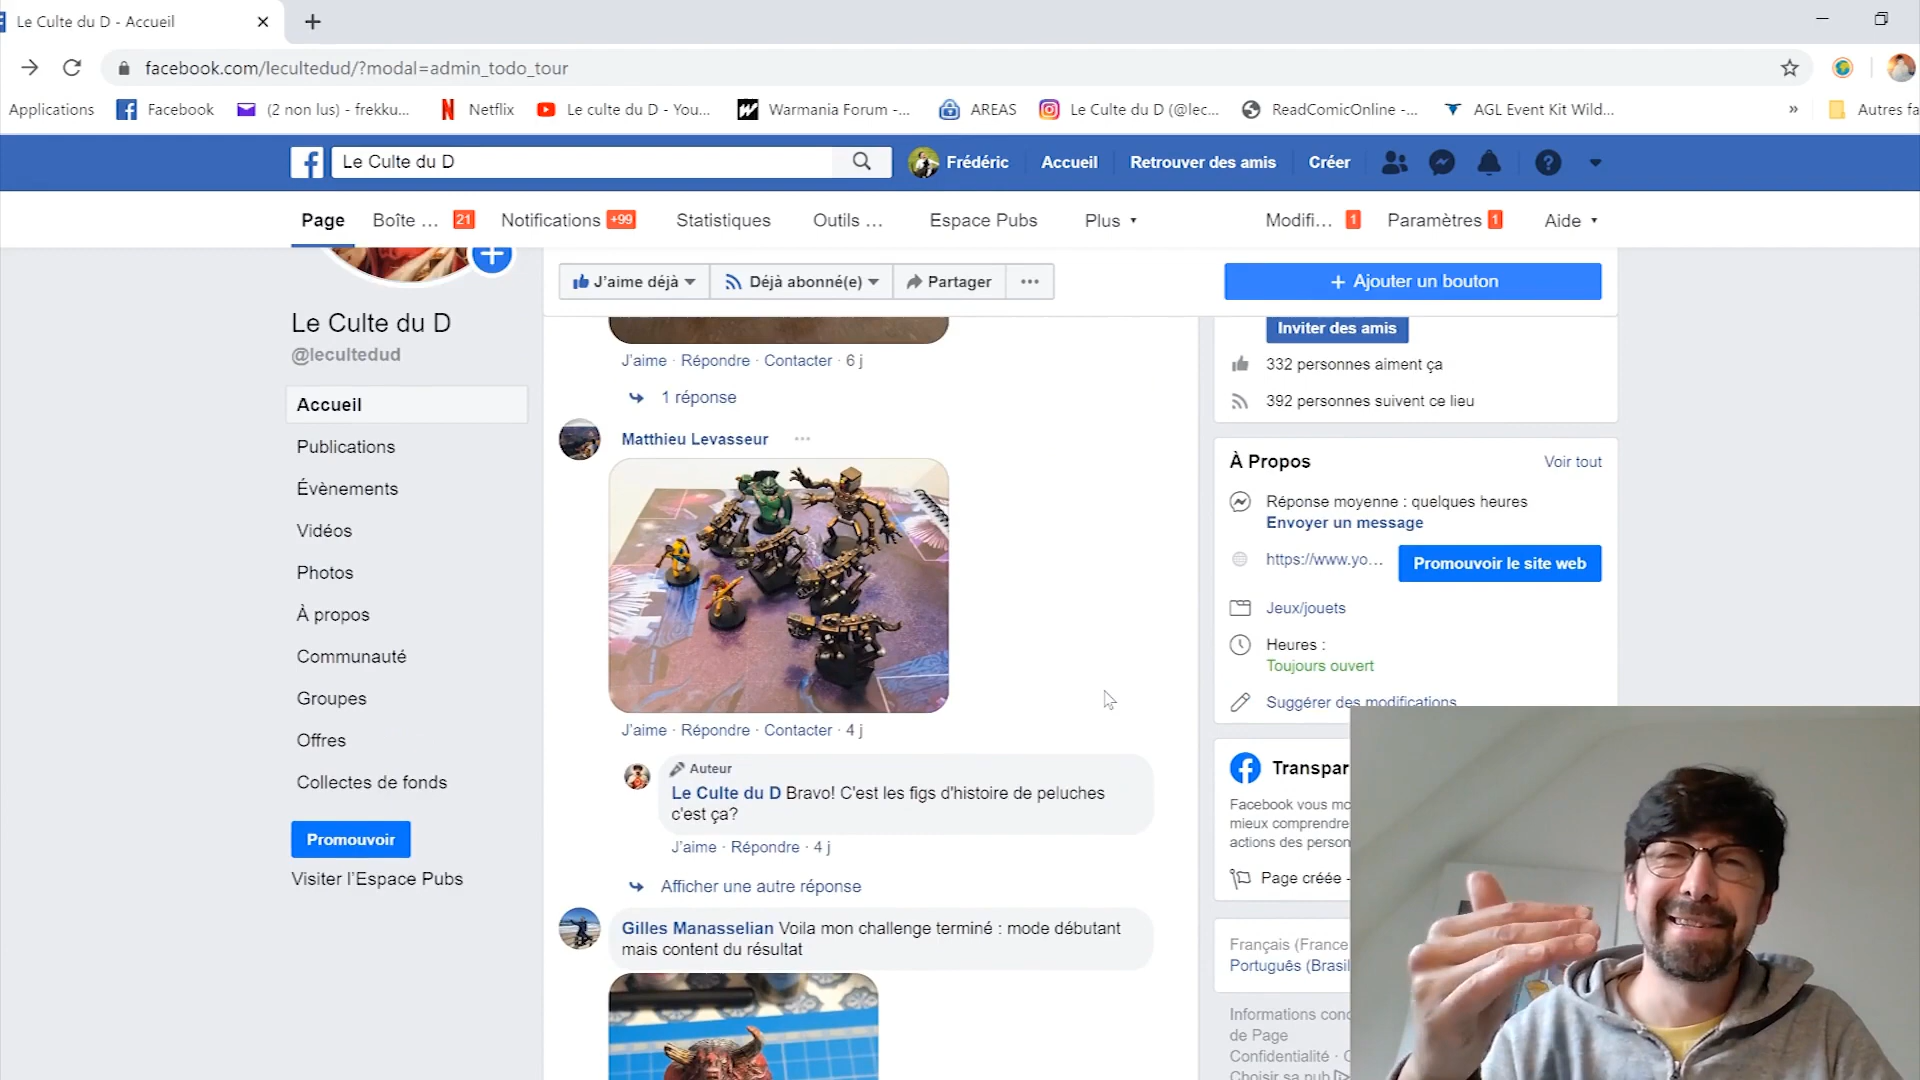 Le Culte du D - Accueil
facebook.com/lecultedud/?modal=admin_todo_tour
Applications Facebook (2 non lus) - frekku... Netflix Le culte du D - You... Warmania Forum -... AREAS Le Culte du D (@lec... ReadComicOnline -... AGL Event Kit Wild... » Autres fa
Le Culte du D Frédéric Accueil Retrouver des amis Créer
Page Boîte ... 21 Notifications +99 Statistiques Outils ... Espace Pubs Plus Modifi... 1 Paramètres 1 Aide
J'aime déjà Déjà abonné(e) Partager ... + Ajouter un bouton
Le Culte du D
@lecultedud
Accueil
Publications
Évènements
Vidéos
Photos
À propos
Communauté
Groupes
Offres
Collectes de fonds
Promouvoir
Visiter l'Espace Pubs
J'aime · Répondre · Contacter · 6 j
1 réponse
Matthieu Levasseur ...
J'aime · Répondre · Contacter · 4 j
Auteur
Le Culte du D Bravo! C'est les figs d'histoire de peluches
c'est ça?
J'aime · Répondre · 4 j
Afficher une autre réponse
Gilles Manasselian Voila mon challenge terminé : mode débutant
mais content du résultat
Inviter des amis
332 personnes aiment ça
392 personnes suivent ce lieu
À Propos Voir tout
Réponse moyenne : quelques heures
Envoyer un message
https://www.yo... Promouvoir le site web
Jeux/jouets
Heures :
Toujours ouvert
Suggérer des modifications
Transpar
Facebook vous mo
mieux comprendre
actions des person
Page créée -
Français (France
Português (Brasil
Informations conc
de Page
Confidentialité ·
Choisir sa pub